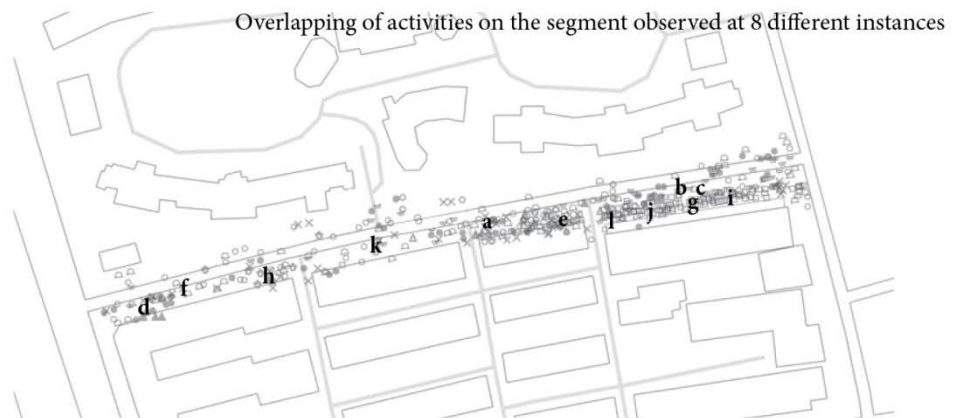 Overlapping of activities on the segment observed at 8 different instances
b c
a e l j g i
k
h
f
d